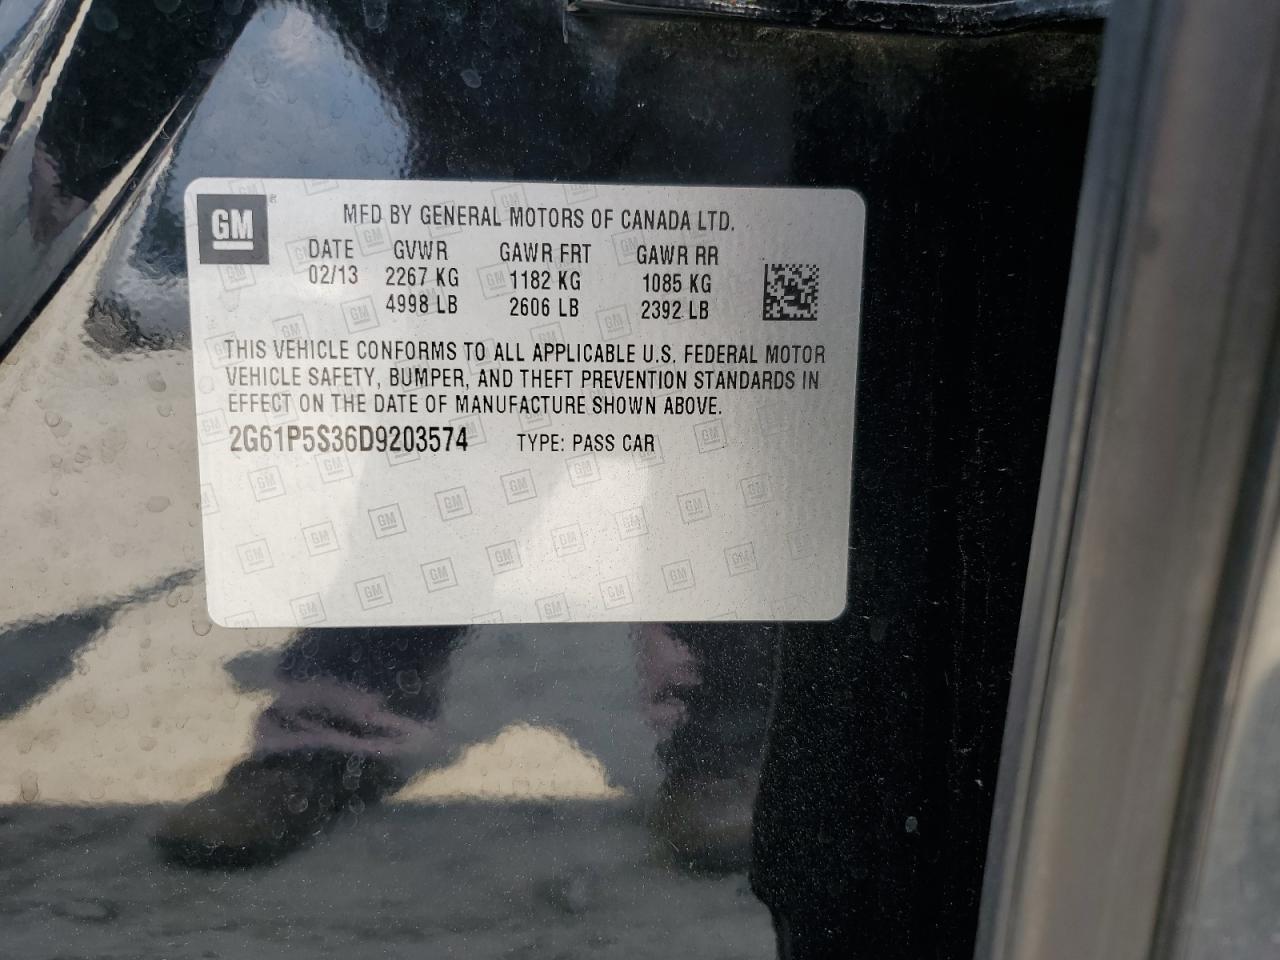 GM ®
MFD BY GENERAL MOTORS OF CANADA LTD.
DATE GVWR GAWR FRT GAWR RR
02/13 2267 KG 1182 KG 1085 KG
4998 LB 2606 LB 2392 LB
THIS VEHICLE CONFORMS TO ALL APPLICABLE U.S. FEDERAL MOTOR
VEHICLE SAFETY, BUMPER, AND THEFT PREVENTION STANDARDS IN
EFFECT ON THE DATE OF MANUFACTURE SHOWN ABOVE.
2G61P5S36D9203574 TYPE: PASS CAR